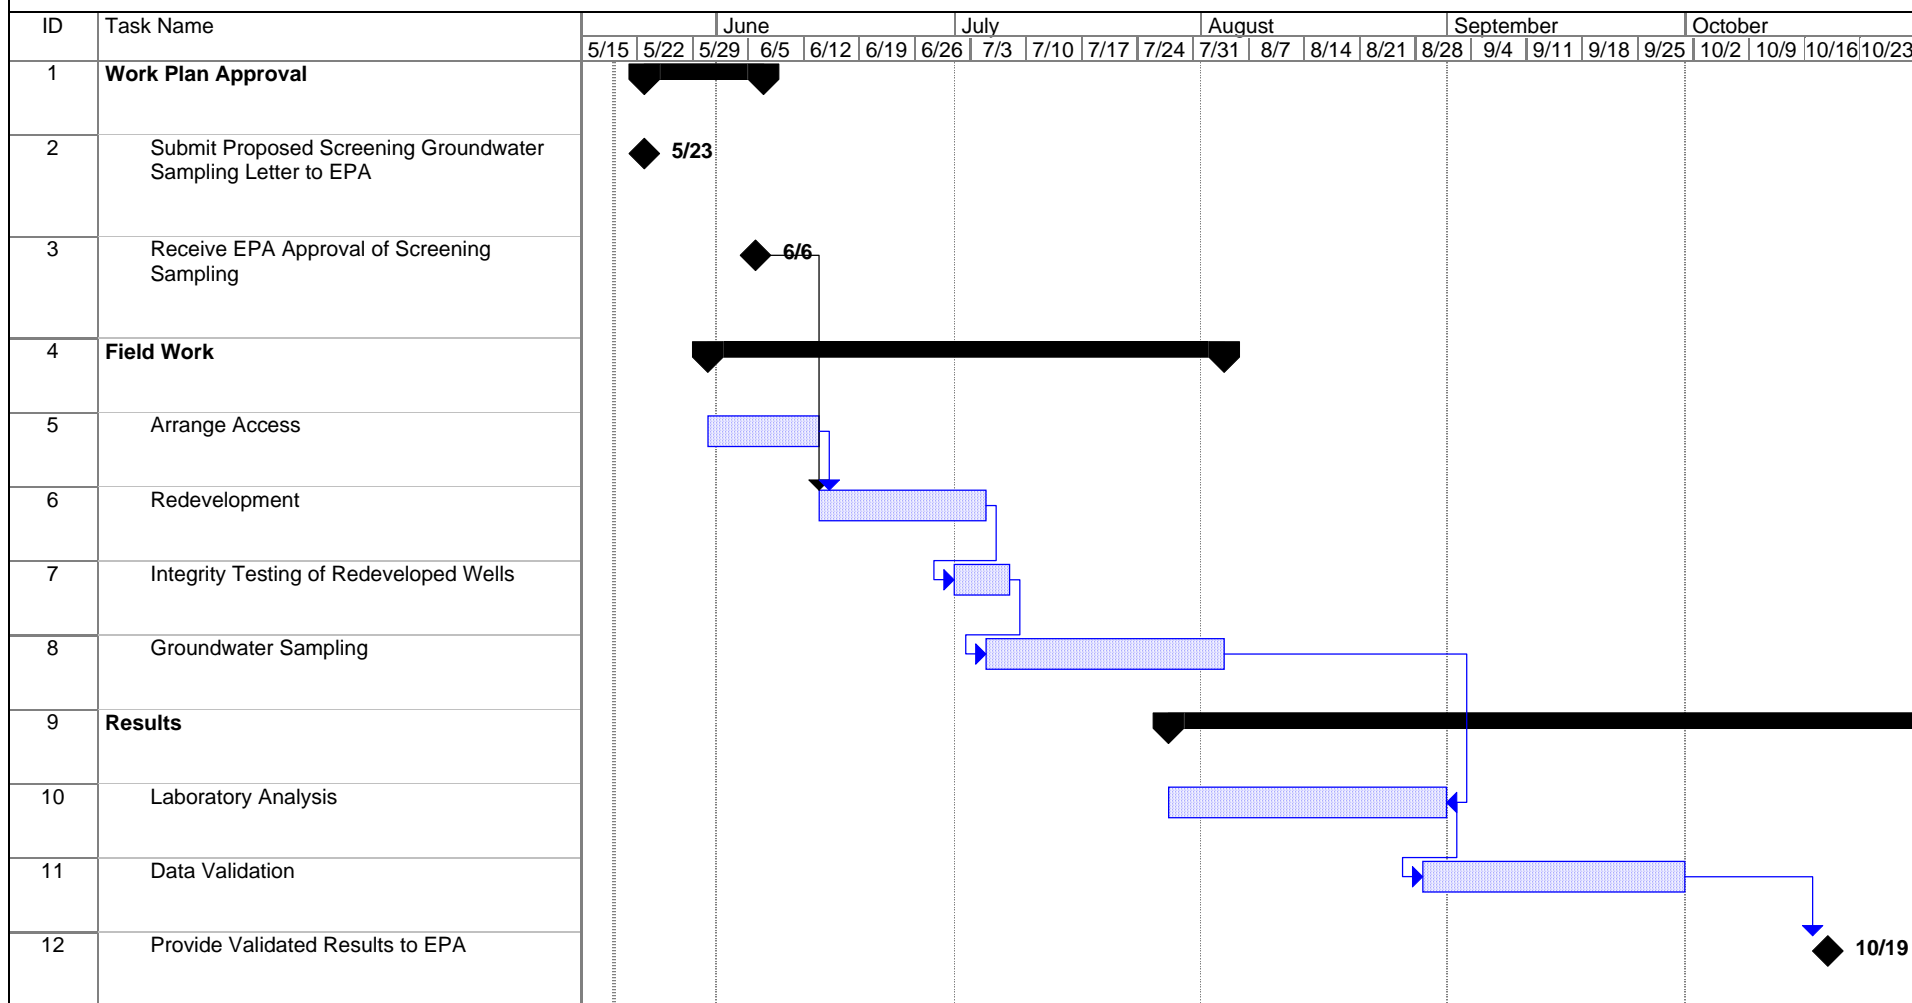 ID Task Name June July August September October
5/15 5/22 5/29 6/5 6/12 6/19 6/26 7/3 7/10 7/17 7/24 7/31 8/7 8/14 8/21 8/28 9/4 9/11 9/18 9/25 10/2 10/9 10/16 10/23
1 Work Plan Approval
2 Submit Proposed Screening Groundwater 5/23
Sampling Letter to EPA
3 Receive EPA Approval of Screening 6/6
Sampling
4 Field Work
5 Arrange Access
6 Redevelopment
7 Integrity Testing of Redeveloped Wells
8 Groundwater Sampling
9 Results
10 Laboratory Analysis
11 Data Validation
12 Provide Validated Results to EPA 10/19